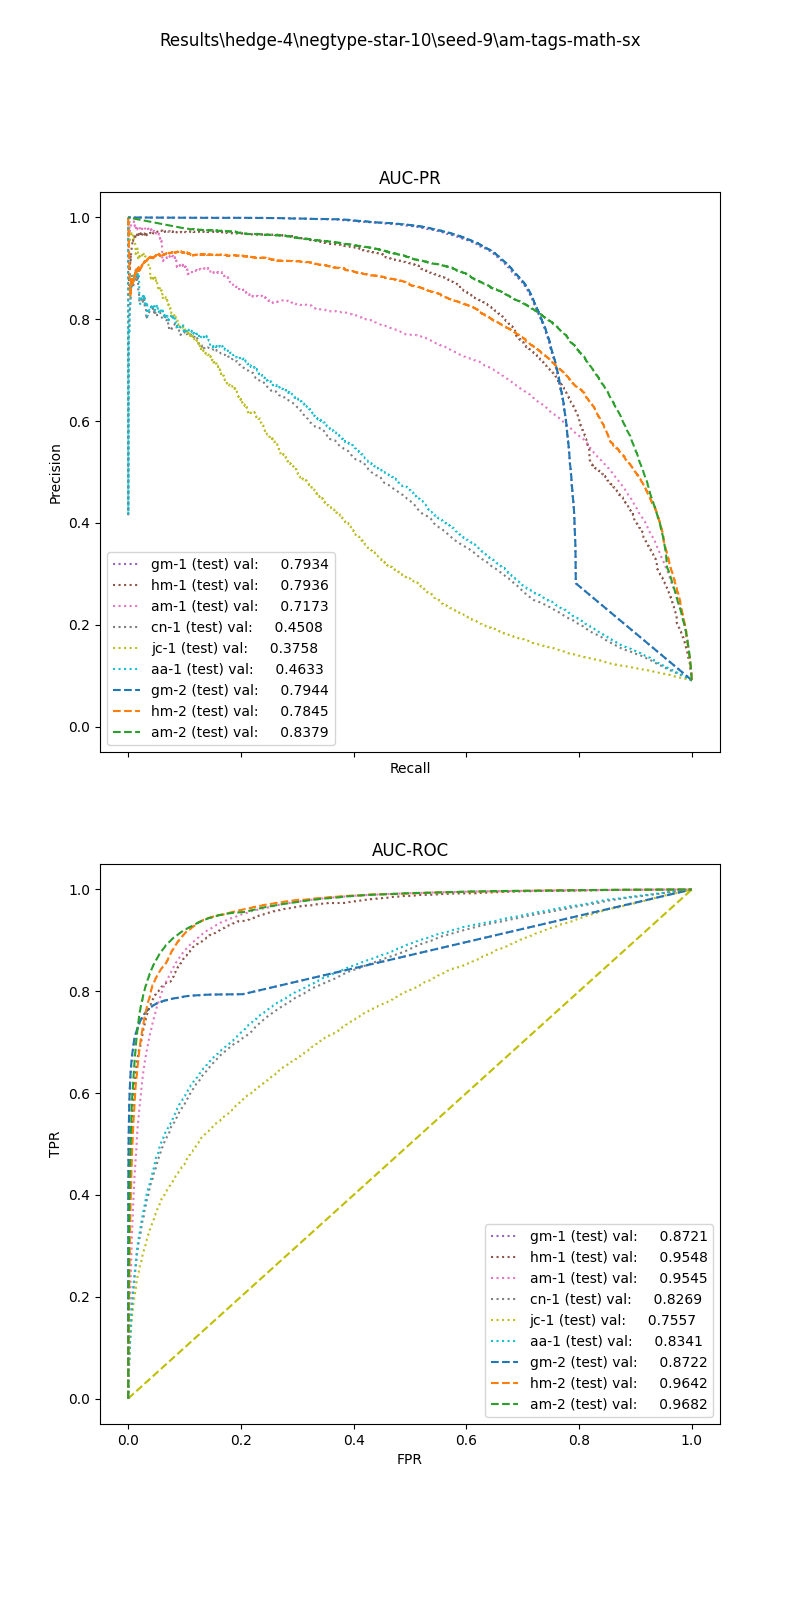 Results\hedge-4\negtype-star-10\seed-9\am-tags-math-sx
AUC-PR
1.0
0.8
0.6
0.4
0.2
0.0
Precision
gm-1 (test) val: 0.7934
hm-1 (test) val: 0.7936
am-1 (test) val: 0.7173
cn-1 (test) val: 0.4508
jc-1 (test) val: 0.3758
aa-1 (test) val: 0.4633
gm-2 (test) val: 0.7944
hm-2 (test) val: 0.7845
am-2 (test) val: 0.8379
Recall
AUC-ROC
1.0
0.8
0.6
0.4
0.2
0.0
TPR
gm-1 (test) val: 0.8721
hm-1 (test) val: 0.9548
am-1 (test) val: 0.9545
cn-1 (test) val: 0.8269
jc-1 (test) val: 0.7557
aa-1 (test) val: 0.8341
gm-2 (test) val: 0.8722
hm-2 (test) val: 0.9642
am-2 (test) val: 0.9682
0.0 0.2 0.4 0.6 0.8 1.0
FPR